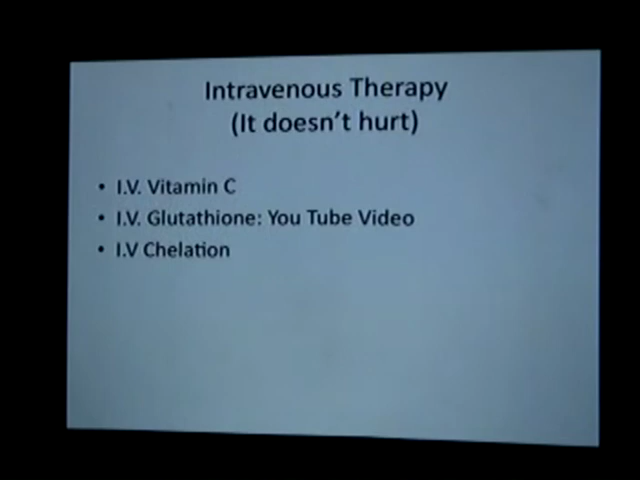 Intravenous Therapy
(It doesn't hurt)
• I.V. Vitamin C
• I.V. Glutathione: You Tube Video
• I.V Chelation